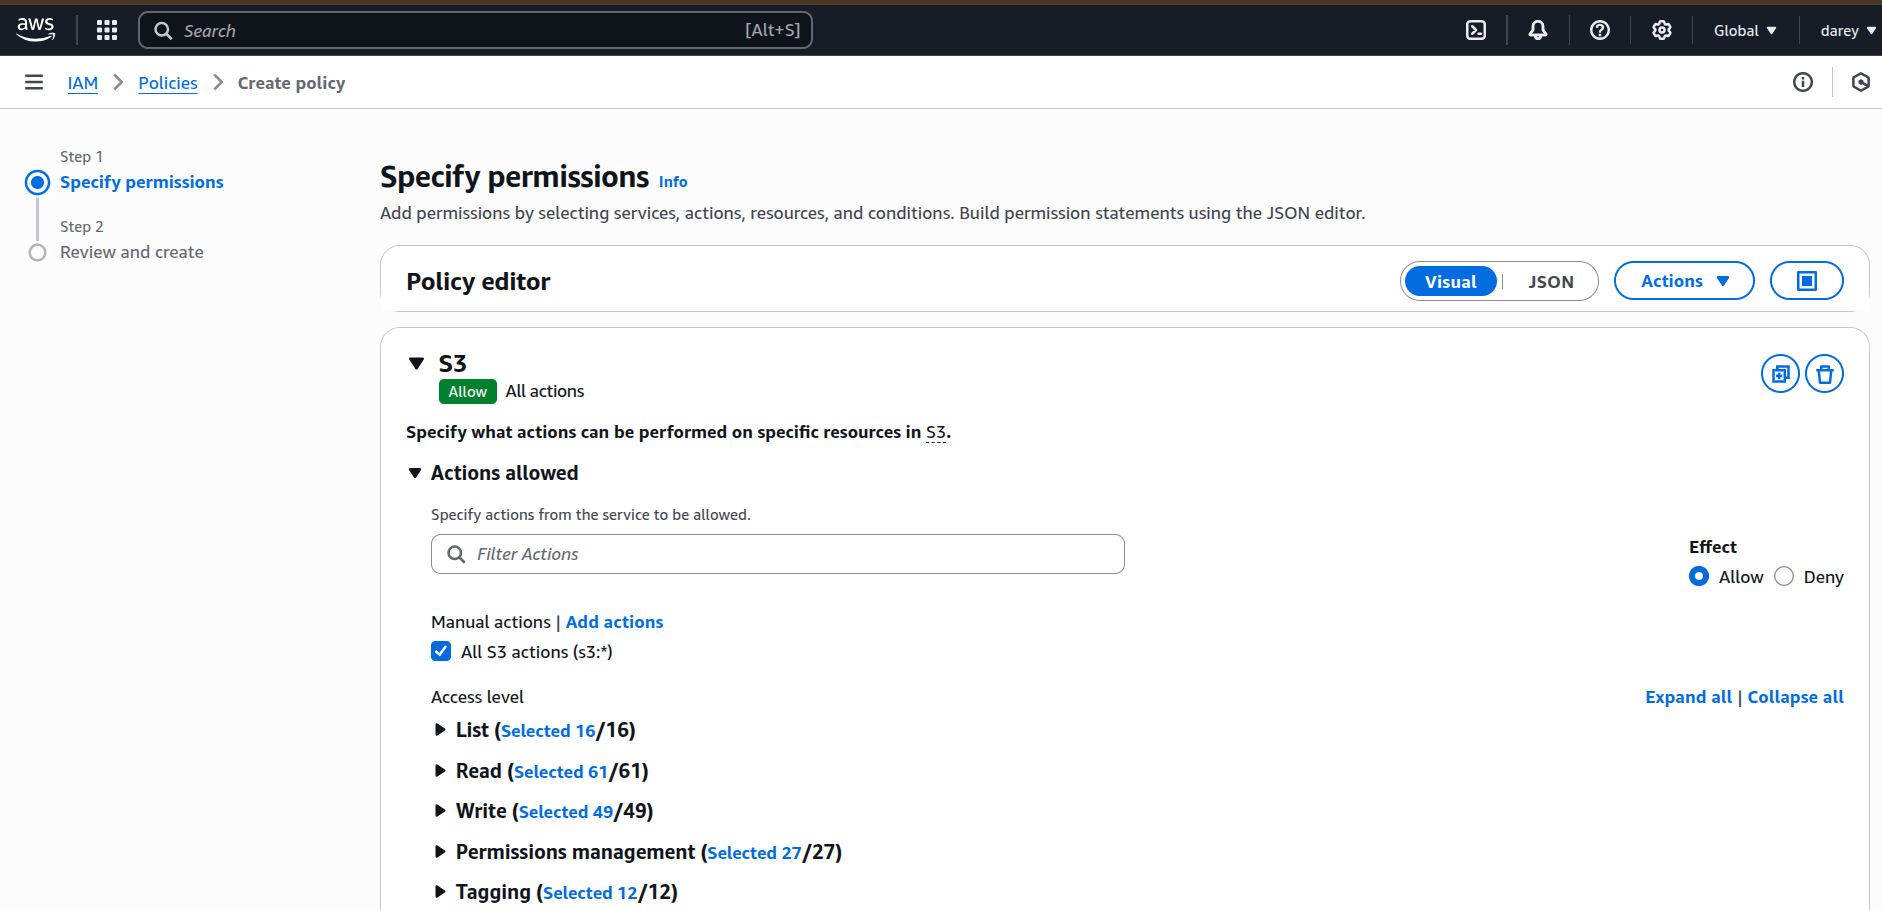 aws
Search [Alt+S]
Global
darey
IAM
Policies
Create policy
Step 1
Specify permissions
Step 2
Review and create
Specify permissions Info
Add permissions by selecting services, actions, resources, and conditions. Build permission statements using the JSON editor.
Policy editor
Visual | JSON
Actions
S3
Allow All actions
Specify what actions can be performed on specific resources in S3.
Actions allowed
Specify actions from the service to be allowed.
Filter Actions
Effect
Allow Deny
Manual actions | Add actions
All S3 actions (s3:*)
Access level
Expand all | Collapse all
List (Selected 16/16)
Read (Selected 61/61)
Write (Selected 49/49)
Permissions management (Selected 27/27)
Tagging (Selected 12/12)